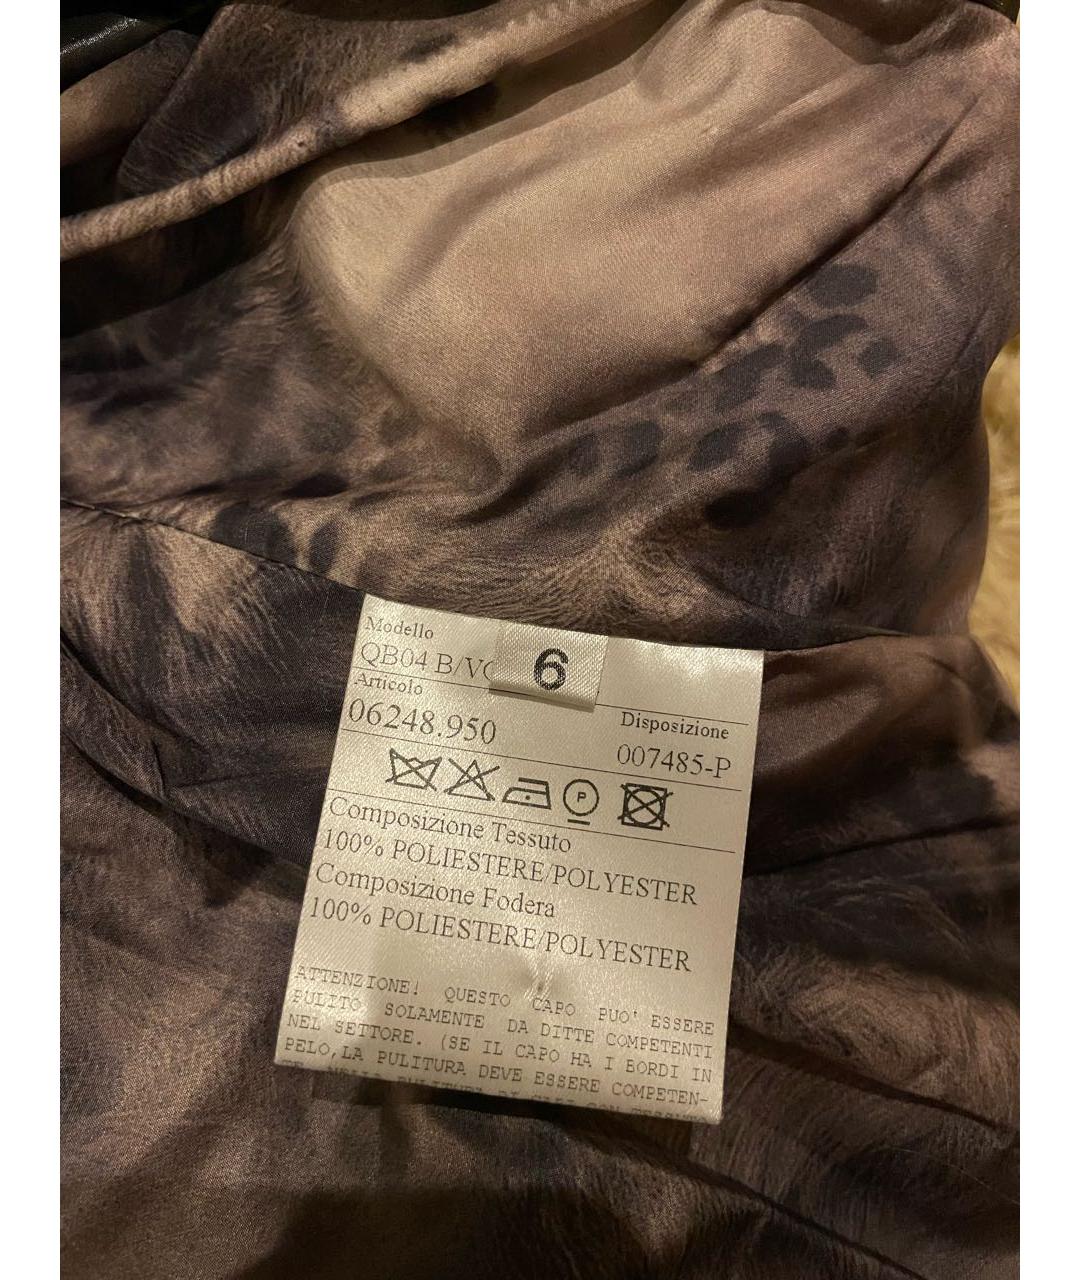 Modello
QB04 B/V
6
Articolo
06248.950
Disposizione
007485-P
P
Composizione Tessuto
100% POLIESTERE/POLYESTER
Composizione Fodera
100% POLIESTERE/POLYESTER
ATTENZIONE! QUESTO CAPO PUO' ESSERE
PULITO SOLAMENTE DA DITTE COMPETENTI
NEL SETTORE. (SE IL CAPO HA I BORDI IN
PELO,LA PULITURA DEVE ESSERE COMPETEN-